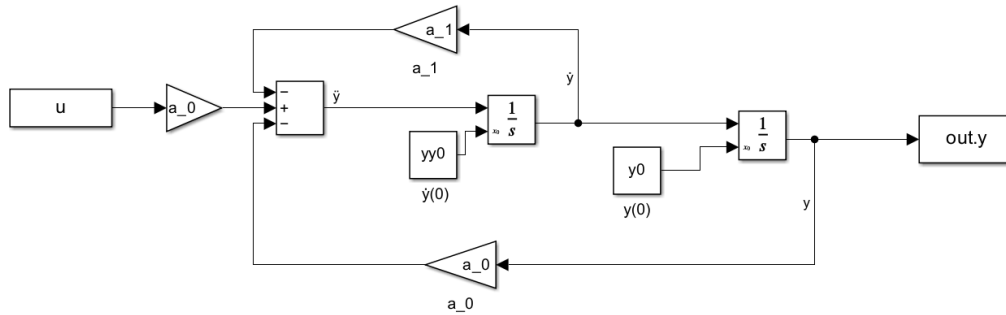 a_1
a_1
ẏ
u
a_0
−
+
−
ÿ
1
s
x₀
yy0
ẏ(0)
1
s
x₀
y0
y(0)
out.y
y
a_0
a_0